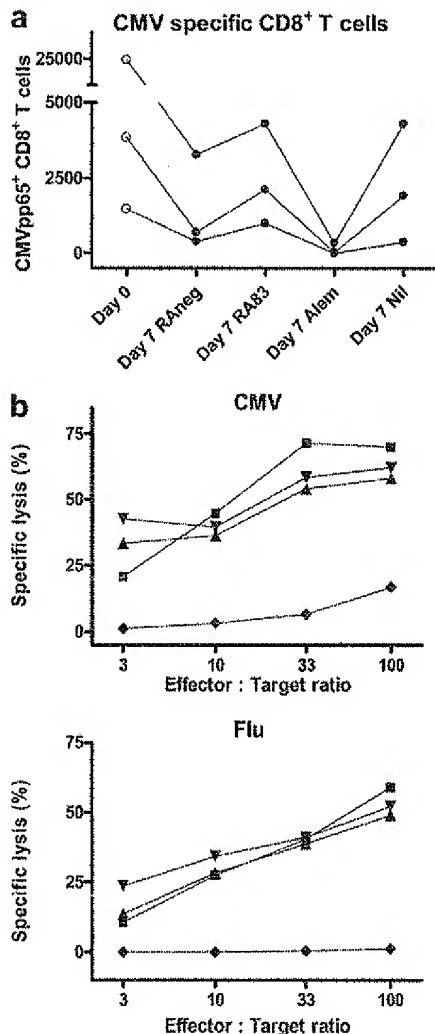 a
CMV specific CD8+ T cells
CMVpp65+ CD8+ T cells
25000
5000
2500
0
Day 0
Day 7 RAneg
Day 7 RA83
Day 7 Alem
Day 7 Nil
b
CMV
Specific lysis (%)
75
50
25
0
3 10 33 100
Effector : Target ratio
Flu
Specific lysis (%)
75
50
25
0
3 10 33 100
Effector : Target ratio